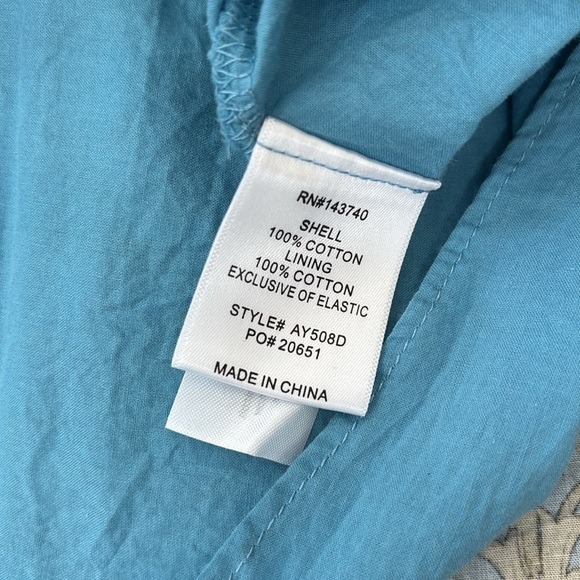 RN#143740
SHELL
100% COTTON
LINING
100% COTTON
EXCLUSIVE OF ELASTIC
STYLE# AY508D
PO# 20651
MADE IN CHINA